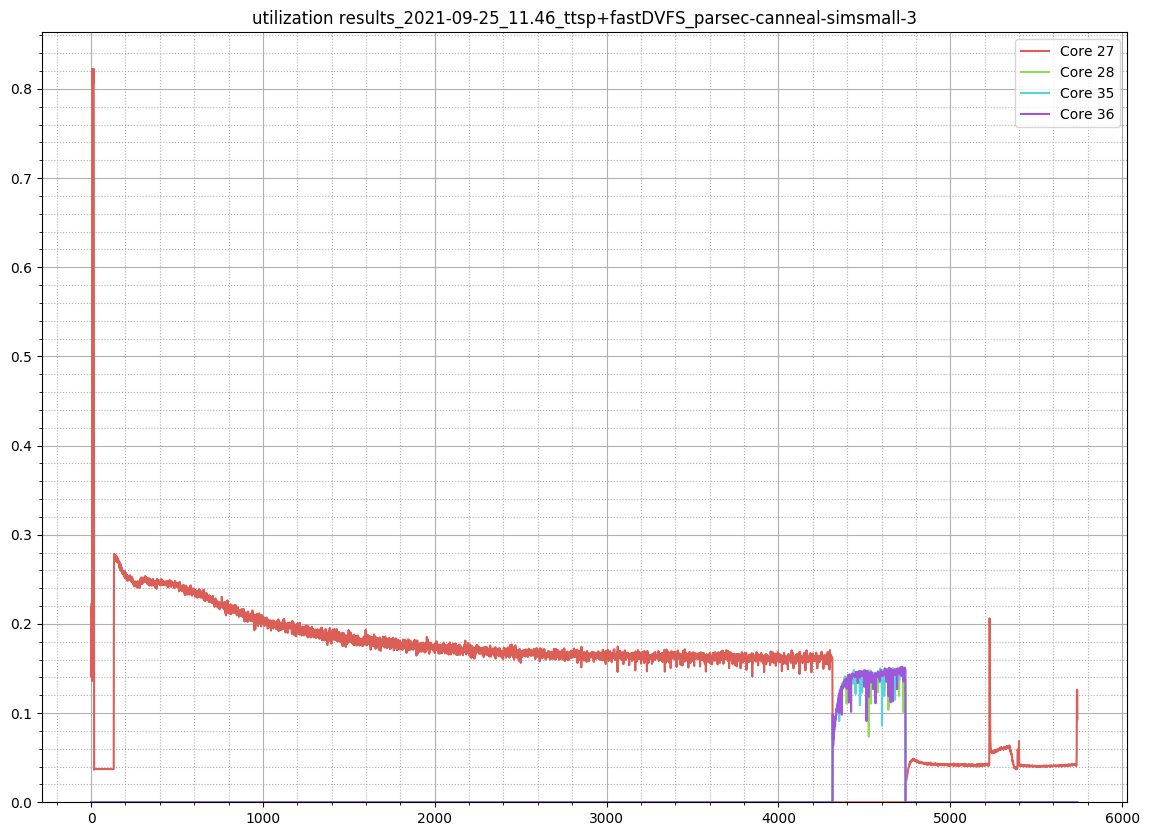 utilization results_2021-09-25_11.46_ttsp+fastDVFS_parsec-canneal-simsmall-3
Core 27
Core 28
Core 35
Core 36
0.8
0.7
0.6
0.5
0.4
0.3
0.2
0.1
0.0
0 1000 2000 3000 4000 5000 6000